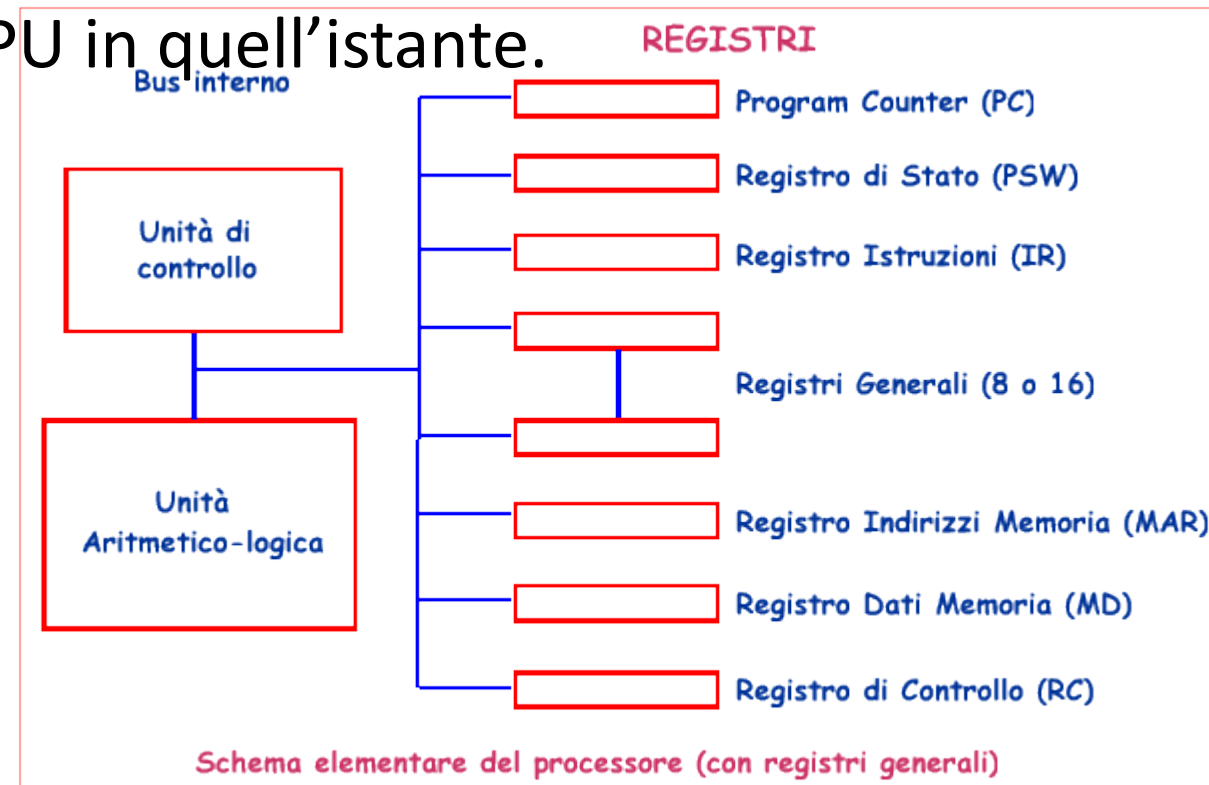 PU in quell’istante.
REGISTRI
Bus interno
Program Counter (PC)
Registro di Stato (PSW)
Unità di
controllo
Registro Istruzioni (IR)
Registri Generali (8 o 16)
Unità
Aritmetico-logica
Registro Indirizzi Memoria (MAR)
Registro Dati Memoria (MD)
Registro di Controllo (RC)
Schema elementare del processore (con registri generali)